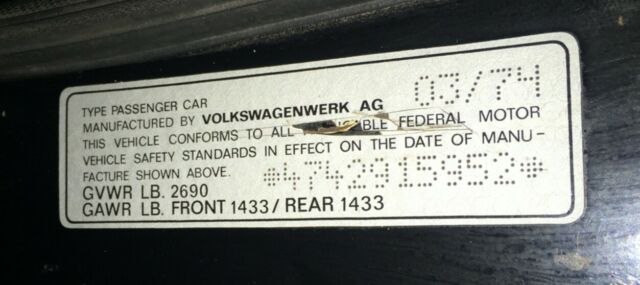 03/74
TYPE PASSENGER CAR
MANUFACTURED BY VOLKSWAGENWERK AG
THIS VEHICLE CONFORMS TO ALL FEDERAL MOTOR
VEHICLE SAFETY STANDARDS IN EFFECT ON THE DATE OF MANU-
FACTURE SHOWN ABOVE.
*4742915952*
GVWR LB. 2690
GAWR LB. FRONT 1433 / REAR 1433